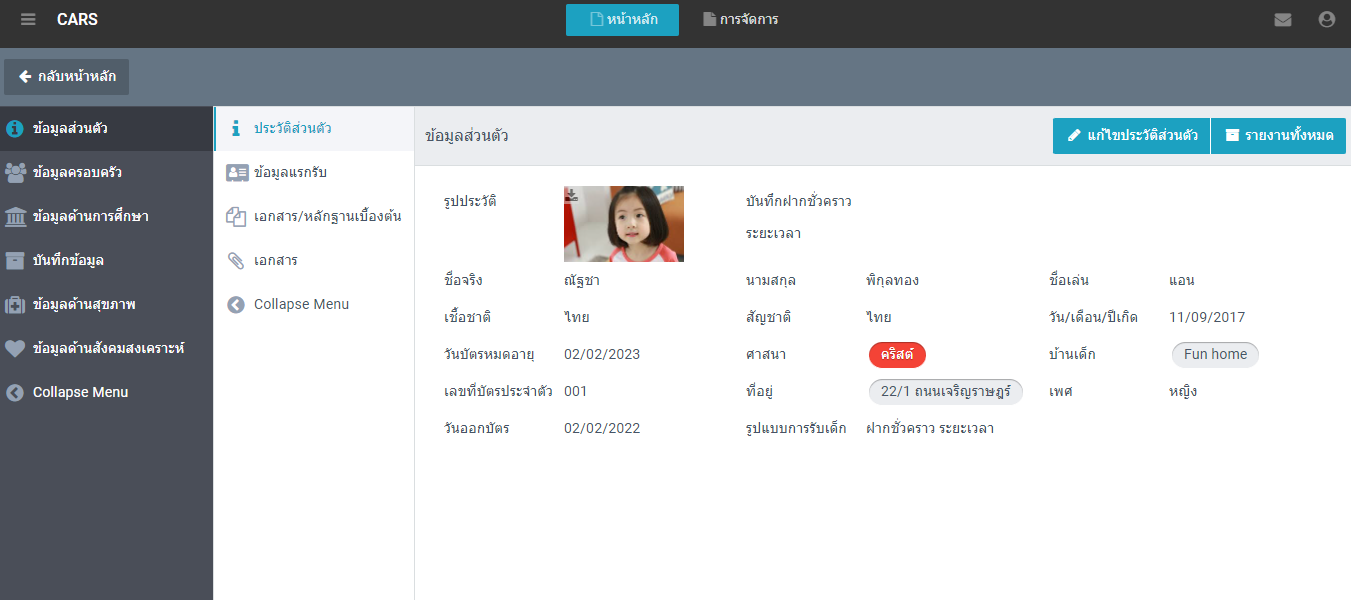 CARS
หน้าหลัก
การจัดการ
กลับหน้าหลัก
ข้อมูลส่วนตัว
ข้อมูลครอบครัว
ข้อมูลด้านการศึกษา
บันทึกข้อมูล
ข้อมูลด้านสุขภาพ
ข้อมูลด้านสังคมสงเคราะห์
Collapse Menu
ประวัติส่วนตัว
ข้อมูลแรกรับ
เอกสาร/หลักฐานเบื้องต้น
เอกสาร
Collapse Menu
ข้อมูลส่วนตัว
แก้ไขประวัติส่วนตัว
รายงานทั้งหมด
รูปประวัติ
บันทึกฝากชั่วคราว
ระยะเวลา
ชื่อจริง ณัฐชา นามสกุล พิกุลทอง ชื่อเล่น แอน
เชื้อชาติ ไทย สัญชาติ ไทย วัน/เดือน/ปีเกิด 11/09/2017
วันบัตรหมดอายุ 02/02/2023 ศาสนา คริสต์ บ้านเด็ก Fun home
เลขที่บัตรประจำตัว 001 ที่อยู่ 22/1 ถนนเจริญราษฎร์ เพศ หญิง
วันออกบัตร 02/02/2022 รูปแบบการรับเด็ก ฝากชั่วคราว ระยะเวลา